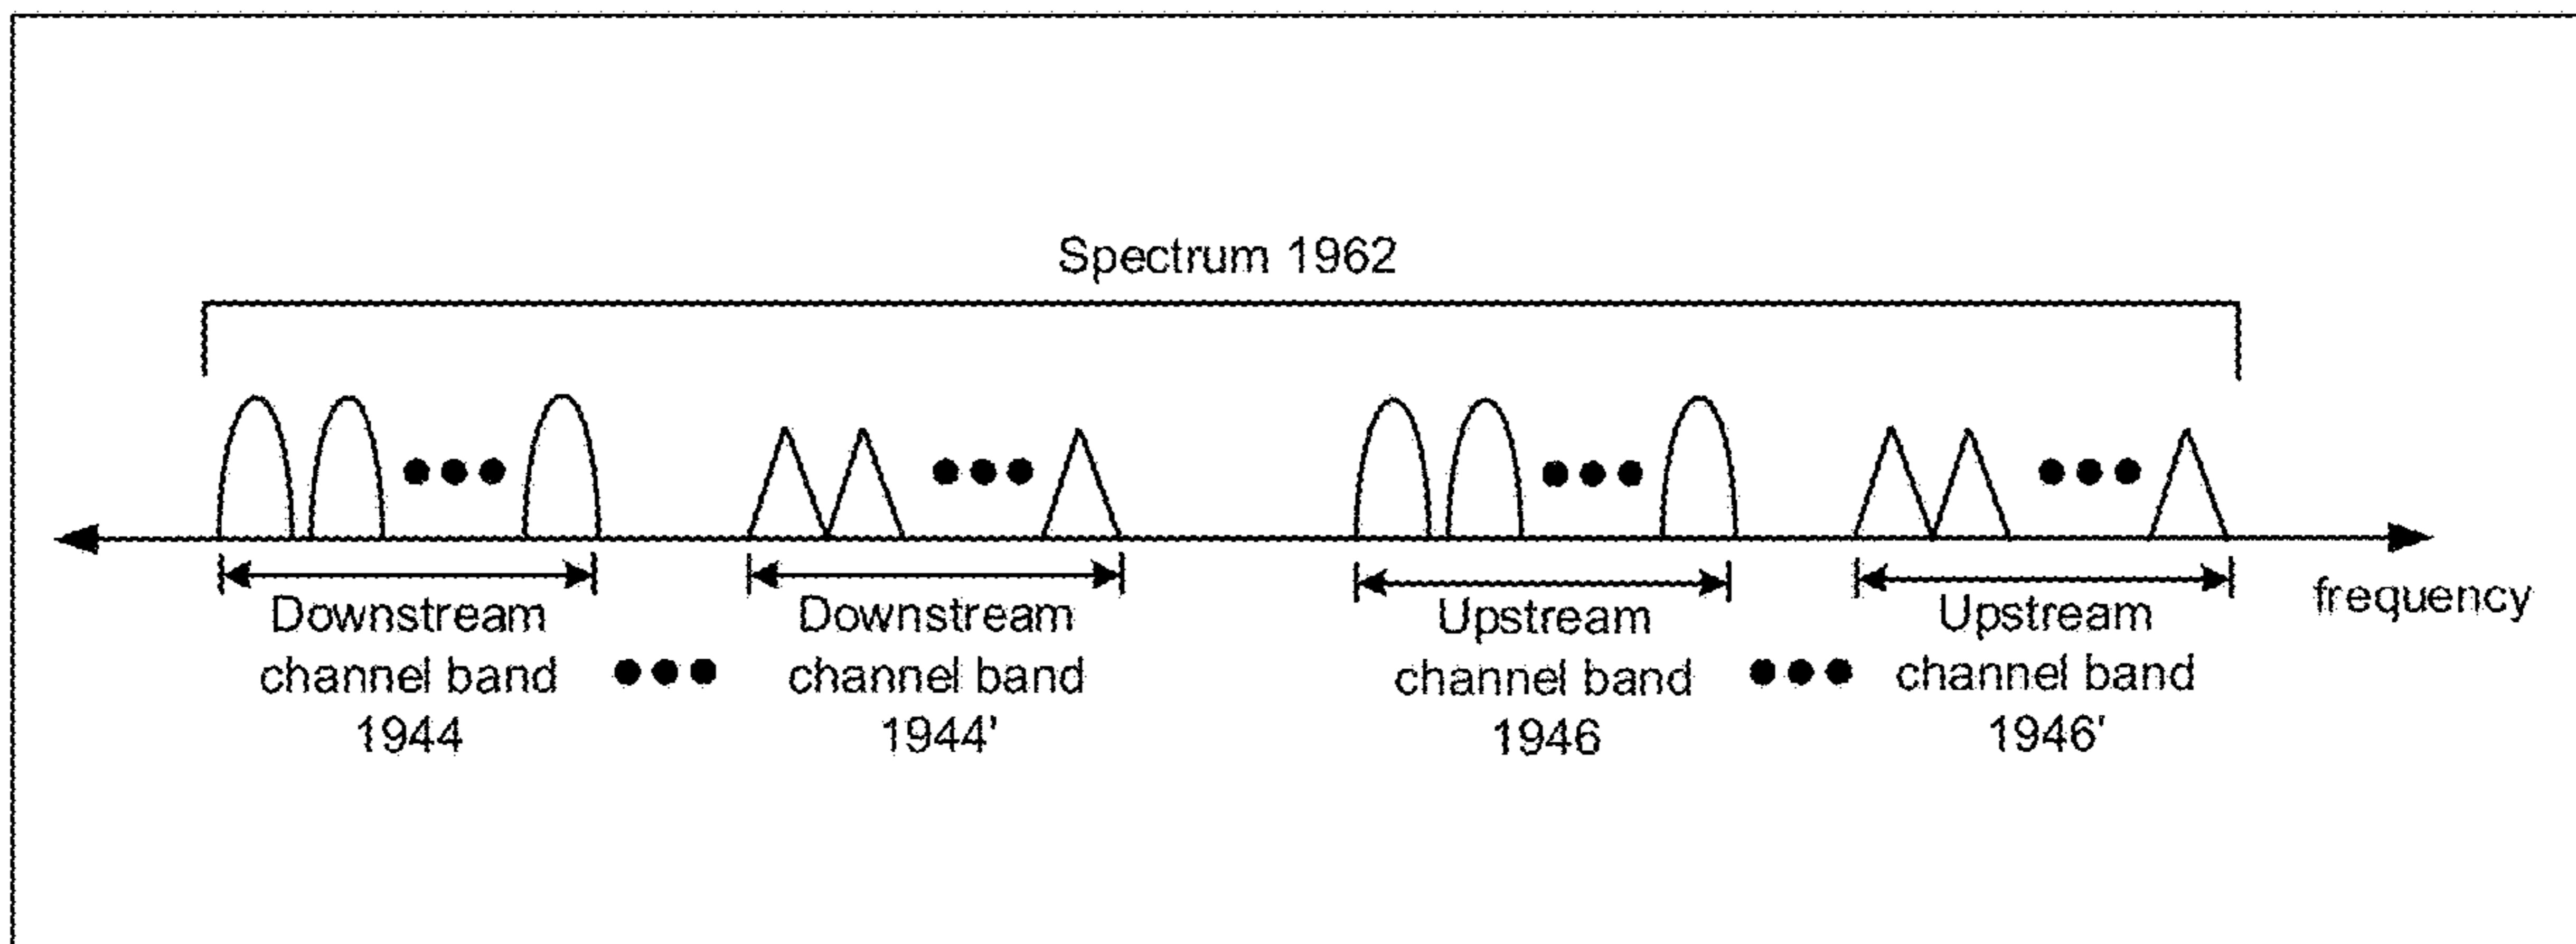 Spectrum 1962
frequency
Downstream
channel band
1944
Downstream
channel band
1944'
Upstream
channel band
1946
Upstream
channel band
1946'